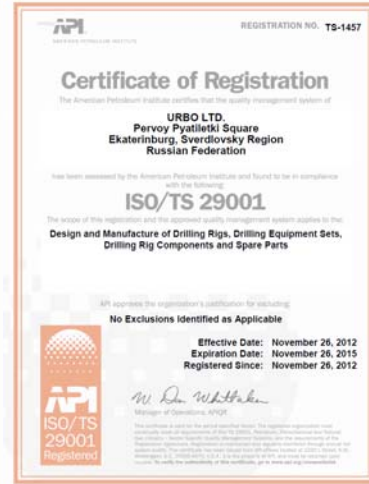 API
AMERICAN PETROLEUM INSTITUTE
REGISTRATION NO. TS-1457
Certificate of Registration
The American Petroleum Institute certifies that the quality management system of
URBO LTD.
Pervoy Pyatiletki Square
Ekaterinburg, Sverdlovsky Region
Russian Federation
has been assessed by the American Petroleum Institute and found to be in compliance
with the following:
ISO/TS 29001
The scope of this registration and the approved quality management system applies to the:
Design and Manufacture of Drilling Rigs, Drilling Equipment Sets,
Drilling Rig Components and Spare Parts
API approves the organization's justification for excluding:
No Exclusions Identified as Applicable
Effective Date: November 26, 2012
Expiration Date: November 26, 2015
Registered Since: November 26, 2012
W. Don Whittaker
Manager of Operations, APIQR
API
ISO/TS
29001
Registered